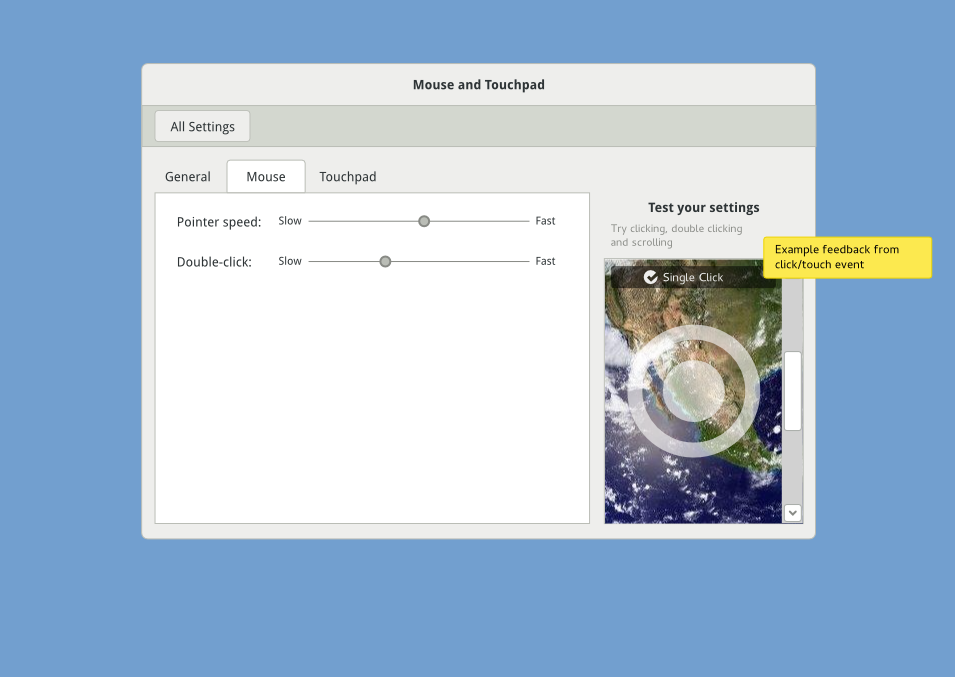 Mouse and Touchpad
All Settings
General Mouse Touchpad
Pointer speed: Slow Fast
Double-click: Slow Fast
Test your settings
Try clicking, double clicking
and scrolling
Example feedback from
click/touch event
Single Click